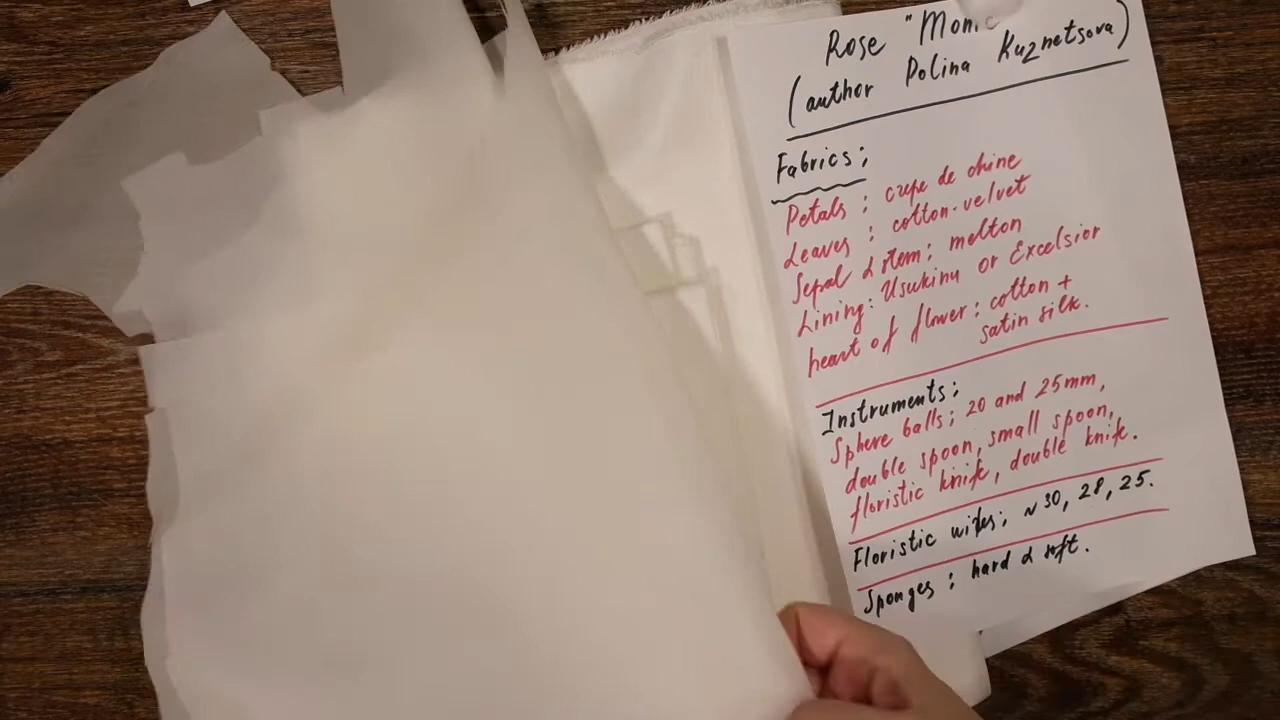 Rose "Monic
(author Polina Kuznetsova)
Fabrics:
Petals: crepe de chine
Leaves: cotton-velvet
Sepal & stem: melton
Lining: Usukinu or Excelsior
heart of flower: cotton +
satin silk.
Instruments:
Sphere balls: 20 and 25mm,
double spoon, small spoon,
floristic knife, double knife.
Floristic wires: ~30, 28, 25.
Sponges: hard & soft.